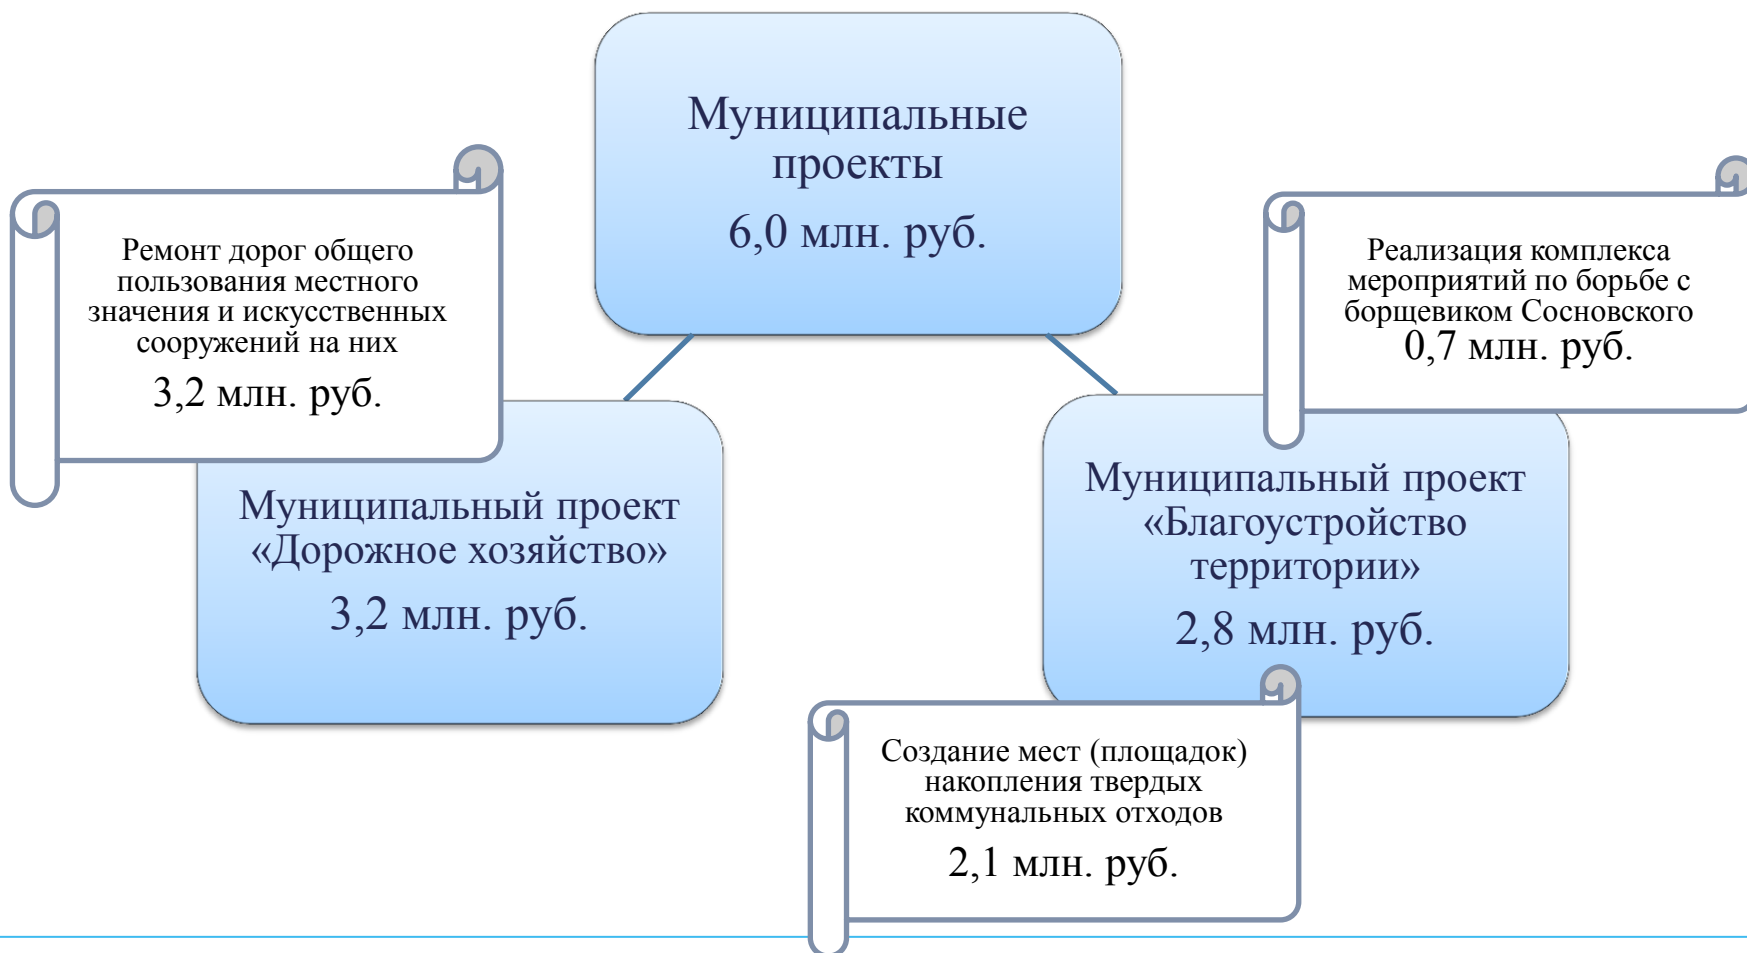 Муниципальные
проекты
6,0 млн. руб.
Ремонт дорог общего
пользования местного
значения и искусственных
сооружений на них
3,2 млн. руб.
Реализация комплекса
мероприятий по борьбе с
борщевиком Сосновского
0,7 млн. руб.
Муниципальный проект
«Дорожное хозяйство»
3,2 млн. руб.
Муниципальный проект
«Благоустройство
территории»
2,8 млн. руб.
Создание мест (площадок)
накопления твердых
коммунальных отходов
2,1 млн. руб.